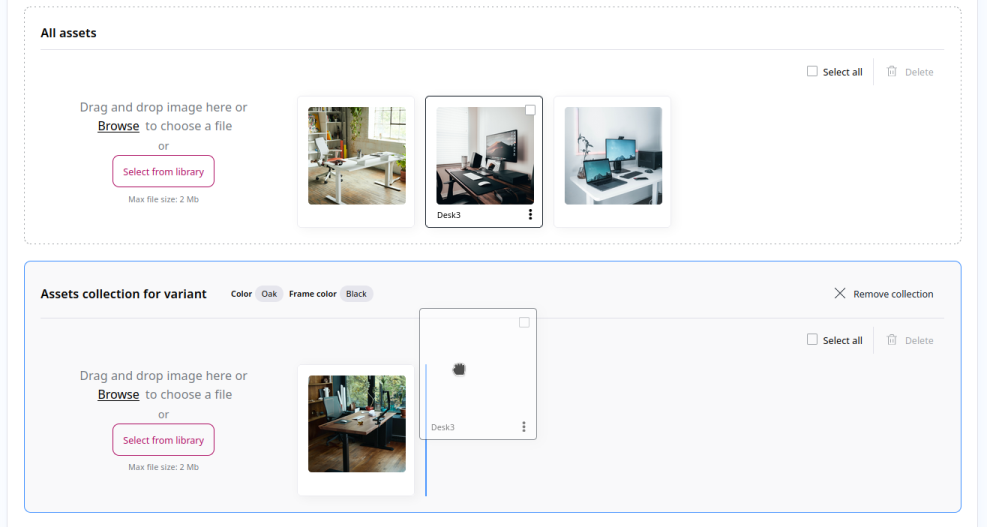 All assets
Select all
Delete
Drag and drop image here or
Browse to choose a file
or
Select from library
Max file size: 2 Mb
Desk3
Assets collection for variant Color Oak Frame color Black
Remove collection
Select all
Delete
Drag and drop image here or
Browse to choose a file
or
Select from library
Max file size: 2 Mb
Desk3